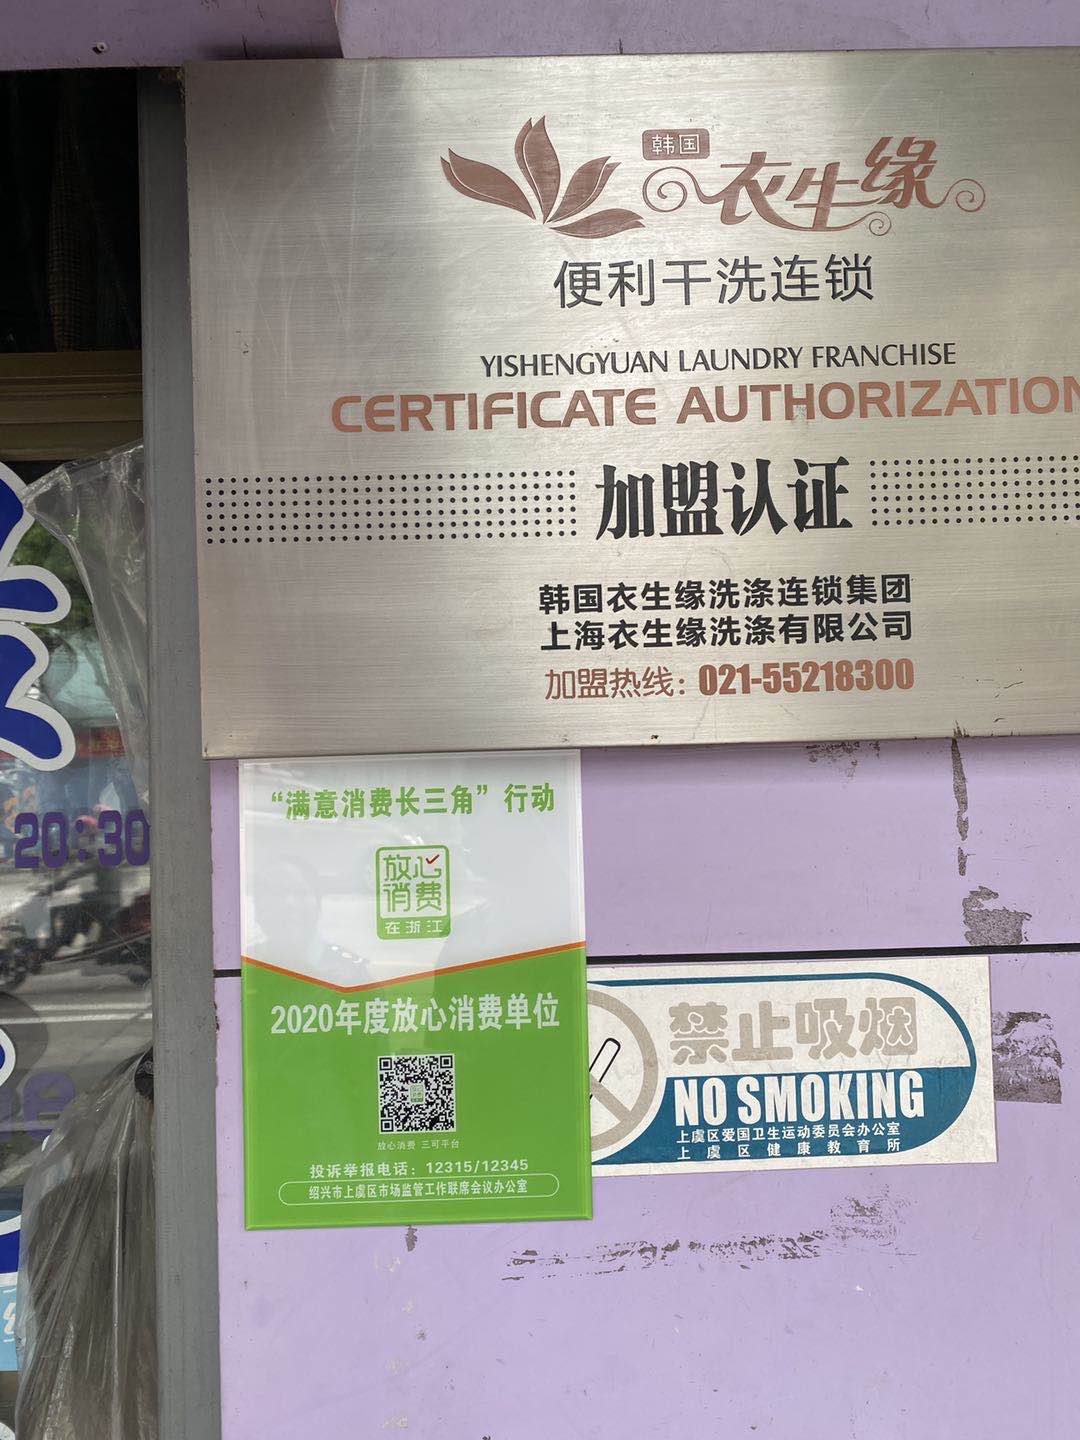 韩国
衣生缘
便利干洗连锁
YISHENGYUAN LAUNDRY FRANCHISE
CERTIFICATE AUTHORIZATION
加盟认证
韩国衣生缘洗涤连锁集团
上海衣生缘洗涤有限公司
加盟热线：021-55218300
20:30
“满意消费长三角”行动
放心
消费
在浙江
2020年度放心消费单位
放心消费 三可平台
投诉举报电话：12315/12345
绍兴市上虞区市场监管工作联席会议办公室
禁止吸烟
NO SMOKING
上虞区爱国卫生运动委员会办公室
上虞区健康教育所